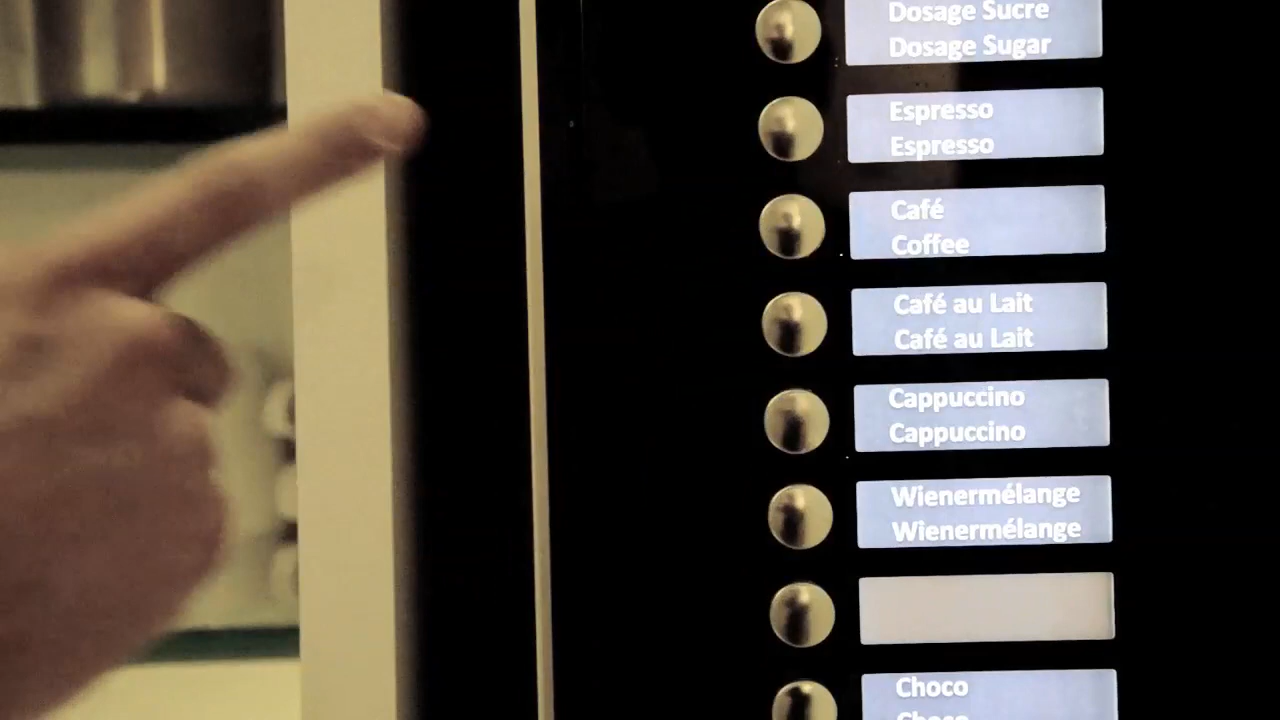 Dosage Sucre
Dosage Sugar
Espresso
Espresso
Café
Coffee
Café au Lait
Café au Lait
Cappuccino
Cappuccino
Wienermélange
Wienermélange
Choco
Choco